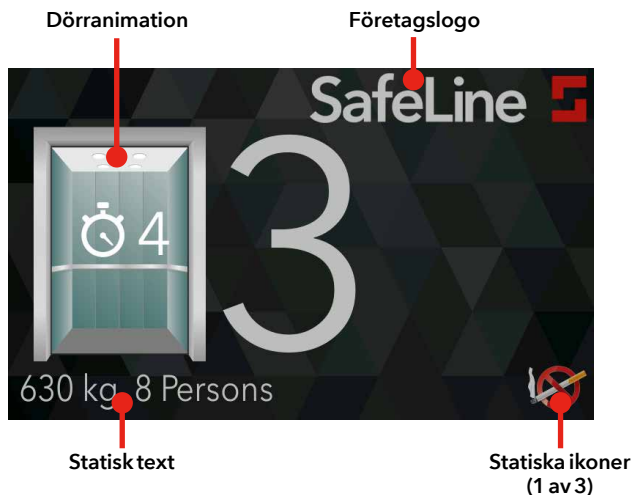 Dörranimation
Företagslogo
SafeLine
4
3
630 kg, 8 Persons
Statisk text
Statiska ikoner
(1 av 3)